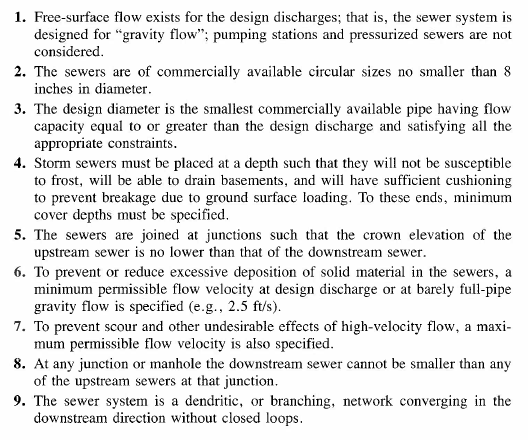 1. Free-surface flow exists for the design discharges; that is, the sewer system is
designed for “gravity flow”; pumping stations and pressurized sewers are not
considered.
2. The sewers are of commercially available circular sizes no smaller than 8
inches in diameter.
3. The design diameter is the smallest commercially available pipe having flow
capacity equal to or greater than the design discharge and satisfying all the
appropriate constraints.
4. Storm sewers must be placed at a depth such that they will not be susceptible
to frost, will be able to drain basements, and will have sufficient cushioning
to prevent breakage due to ground surface loading. To these ends, minimum
cover depths must be specified.
5. The sewers are joined at junctions such that the crown elevation of the
upstream sewer is no lower than that of the downstream sewer.
6. To prevent or reduce excessive deposition of solid material in the sewers, a
minimum permissible flow velocity at design discharge or at barely full-pipe
gravity flow is specified (e.g., 2.5 ft/s).
7. To prevent scour and other undesirable effects of high-velocity flow, a maxi-
mum permissible flow velocity is also specified.
8. At any junction or manhole the downstream sewer cannot be smaller than any
of the upstream sewers at that junction.
9. The sewer system is a dendritic, or branching, network converging in the
downstream direction without closed loops.